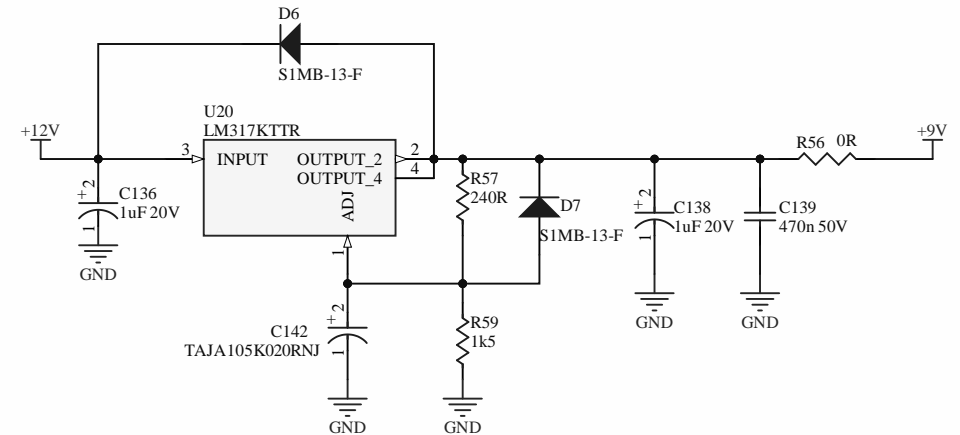 D6
S1MB-13-F
U20
LM317KTTR
+12V
+9V
R56 0R
3
INPUT
OUTPUT_2
2
OUTPUT_4
4
ADJ
1
+ 2
C136
1uF 20V
1
GND
R57
240R
D7
S1MB-13-F
+ 2
C138
1uF 20V
1
GND
C139
470n 50V
GND
+ 2
C142
TAJA105K020RNJ
1
GND
R59
1k5
GND